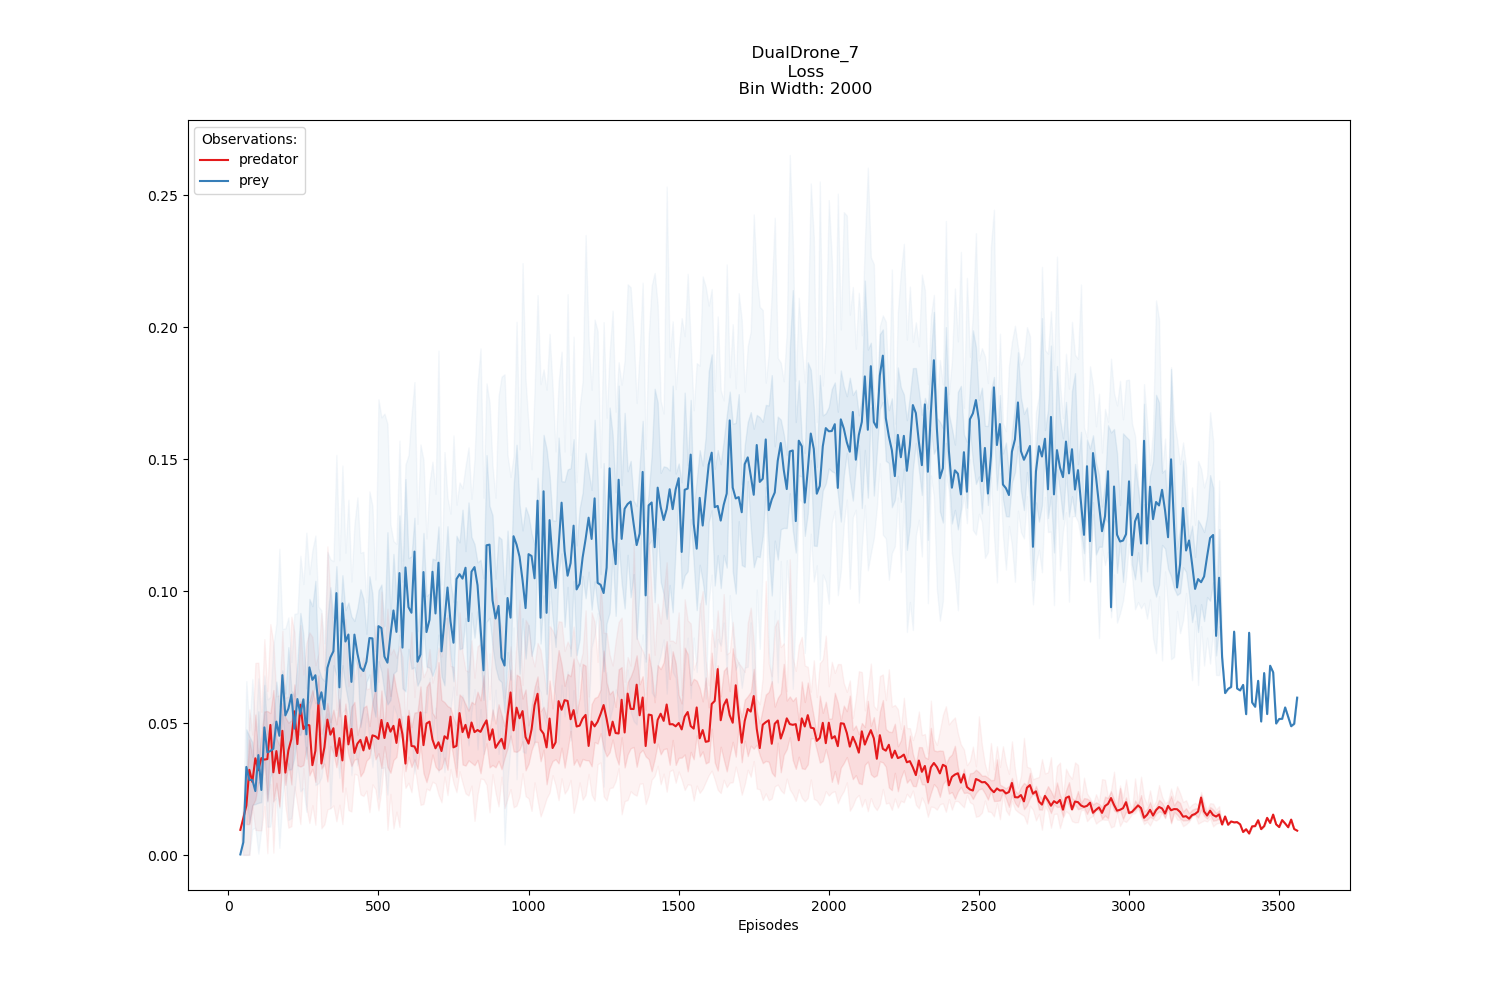 DualDrone_7
Loss
Bin Width: 2000
Observations:
predator
prey
0.25
0.20
0.15
0.10
0.05
0.00
0 500 1000 1500 2000 2500 3000 3500
Episodes